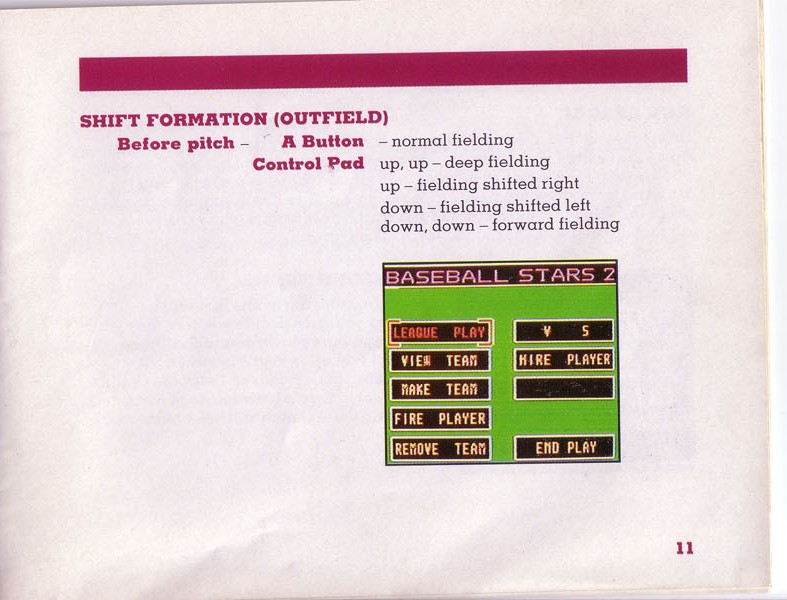 SHIFT FORMATION (OUTFIELD)
Before pitch – A Button – normal fielding
Control Pad up, up – deep fielding
up – fielding shifted right
down – fielding shifted left
down, down – forward fielding
BASEBALL STARS 2
LEAGUE PLAY
V S
VIEW TEAM
HIRE PLAYER
MAKE TEAM
FIRE PLAYER
REMOVE TEAM
END PLAY
11